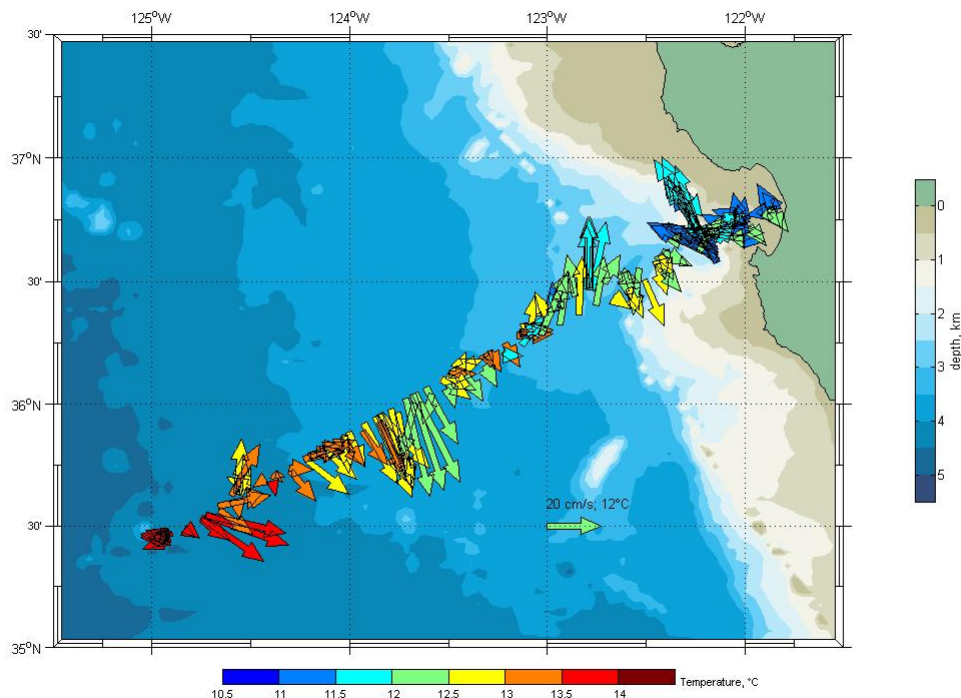 125°W 124°W 123°W 122°W
30'
37°N
30'
36°N
30'
35°N
20 cm/s; 12°C
0
1
2
3
4
5
depth, km
10.5 11 11.5 12 12.5 13 13.5 14
Temperature, °C